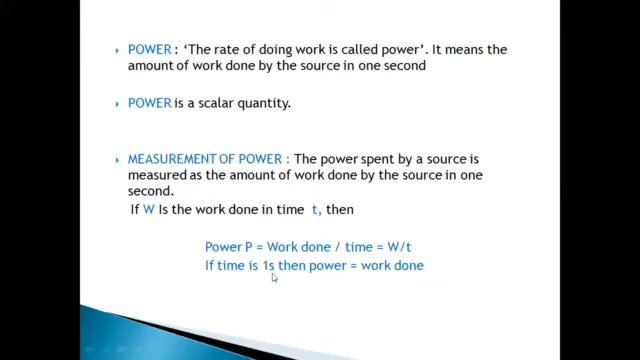 POWER : ‘The rate of doing work is called power’. It means the
amount of work done by the source in one second
POWER is a scalar quantity.
MEASUREMENT OF POWER : The power spent by a source is
measured as the amount of work done by the source in one
second.
If W Is the work done in time t, then
Power P = Work done / time = W/t
If time is 1s then power = work done